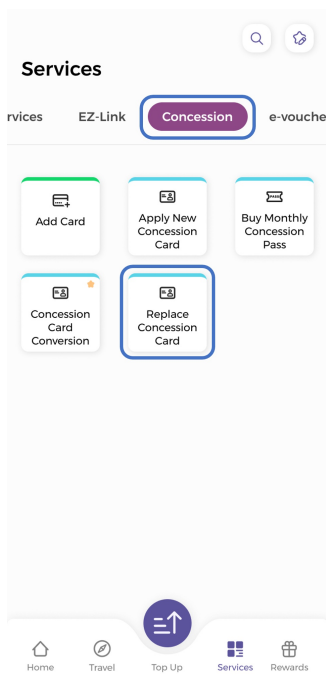 Services
rvices EZ-Link Concession e-vouche
Add Card
Apply New
Concession
Card
Buy Monthly
Concession
Pass
Concession
Card
Conversion
Replace
Concession
Card
Home Travel Top Up Services Rewards